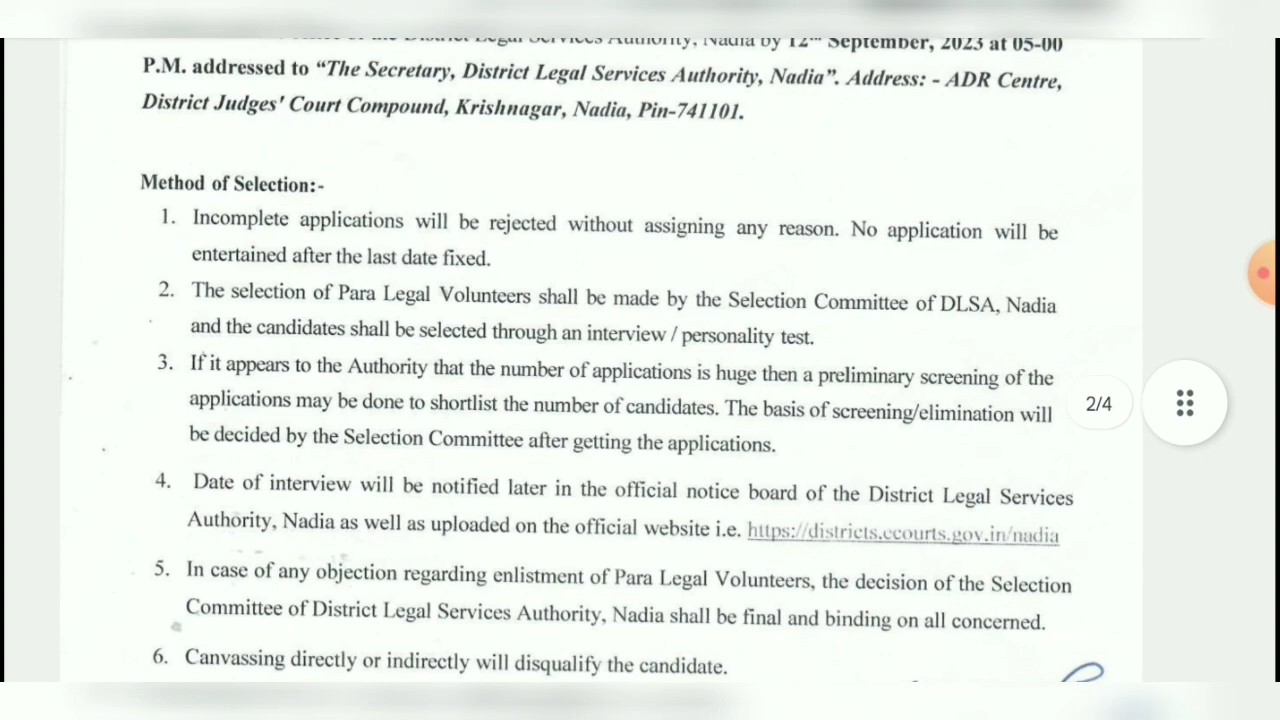 Legal Services Authority, Nadia by 12th September, 2023 at 05-00
P.M. addressed to “The Secretary, District Legal Services Authority, Nadia”. Address: - ADR Centre,
District Judges' Court Compound, Krishnagar, Nadia, Pin-741101.
Method of Selection:-
1. Incomplete applications will be rejected without assigning any reason. No application will be
entertained after the last date fixed.
2. The selection of Para Legal Volunteers shall be made by the Selection Committee of DLSA, Nadia
and the candidates shall be selected through an interview / personality test.
3. If it appears to the Authority that the number of applications is huge then a preliminary screening of the
applications may be done to shortlist the number of candidates. The basis of screening/elimination will
be decided by the Selection Committee after getting the applications.
2/4
4. Date of interview will be notified later in the official notice board of the District Legal Services
Authority, Nadia as well as uploaded on the official website i.e. https://districts.ecourts.gov.in/nadia
5. In case of any objection regarding enlistment of Para Legal Volunteers, the decision of the Selection
Committee of District Legal Services Authority, Nadia shall be final and binding on all concerned.
6. Canvassing directly or indirectly will disqualify the candidate.